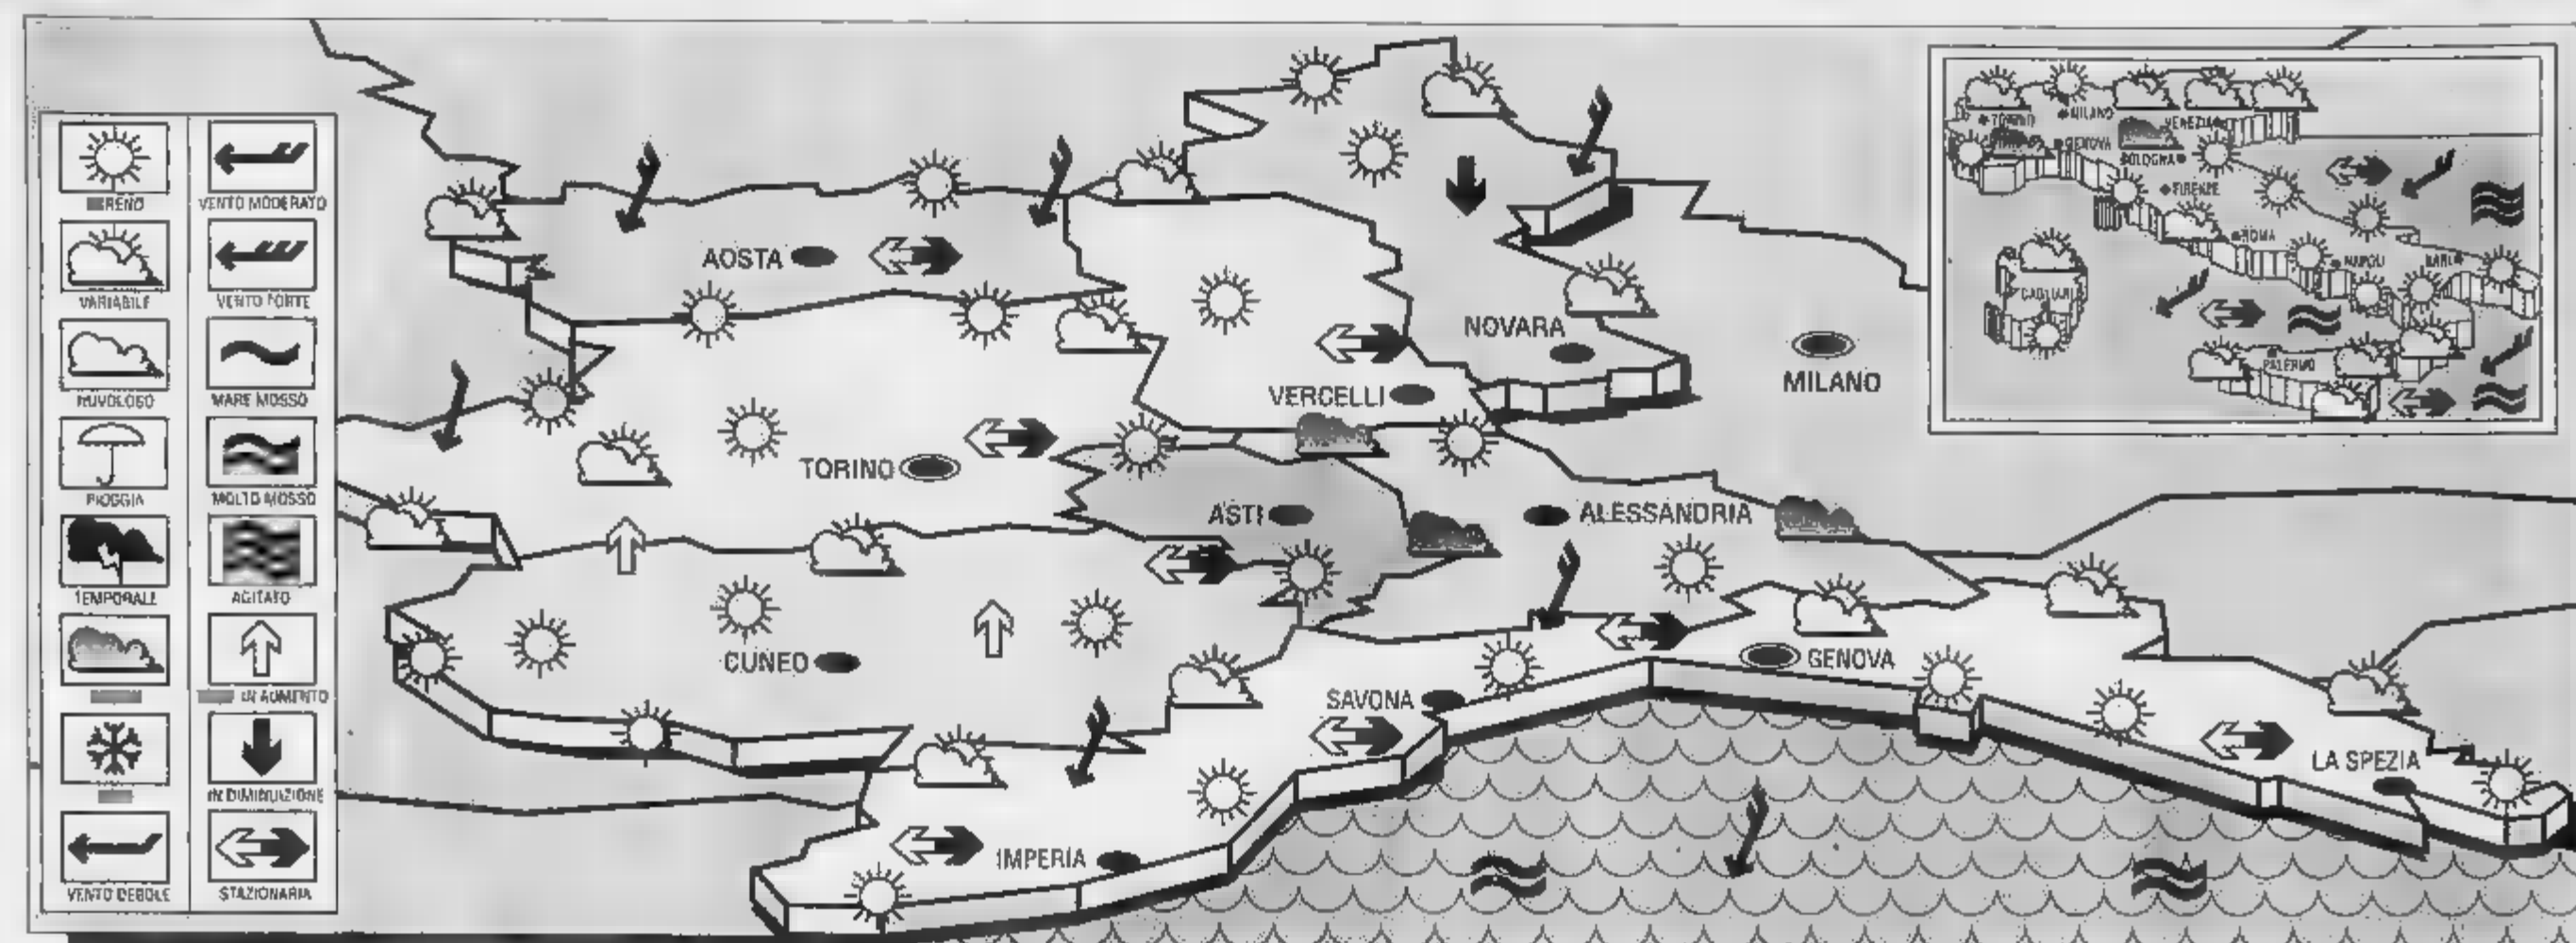 VENTO MODERATO
VARIABILE
VENTO FORTE
NUVOLOSO
MARE MOSSO
PIOGGIA
MOLTO MOSSO
TEMPORALE
AGITATO
IN AUMENTO
IN DIMINUZIONE
VENTO DEBOLE
STAZIONARIA
AOSTA
NOVARA
VERCELLI
MILANO
TORINO
ASTI
ALESSANDRIA
CUNEO
SAVONA
GENOVA
IMPERIA
LA SPEZIA
TORINO
MILANO
VENEZIA
GENOVA
BOLOGNA
FIRENZE
ROMA
NAPOLI
BARI
CAGLIARI
PALERMO